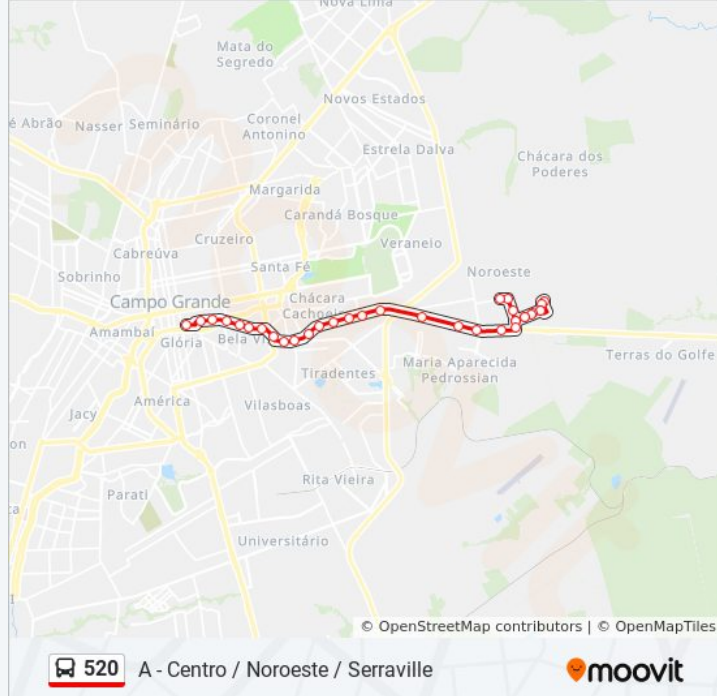 Nova Lima
Mata do
Segredo
Novos Estados
é Abrão
Nasser
Seminário
Coronel
Antonino
Estrela Dalva
Chácara dos
Poderes
Margarida
Carandá Bosque
Cruzeiro
Veraneio
Cabreúva
Santa Fé
Noroeste
Sobrinho
Campo Grande
Chácara
Cachoei
Amambaí
Glória
Bela Vi
Maria Aparecida
Pedrossian
Terras do Golfe
Tiradentes
América
Vilasboas
Jacy
on
Rita Vieira
Parati
ta
Universitário
© OpenStreetMap contributors | © OpenMapTiles
520 A - Centro / Noroeste / Serraville
moovit